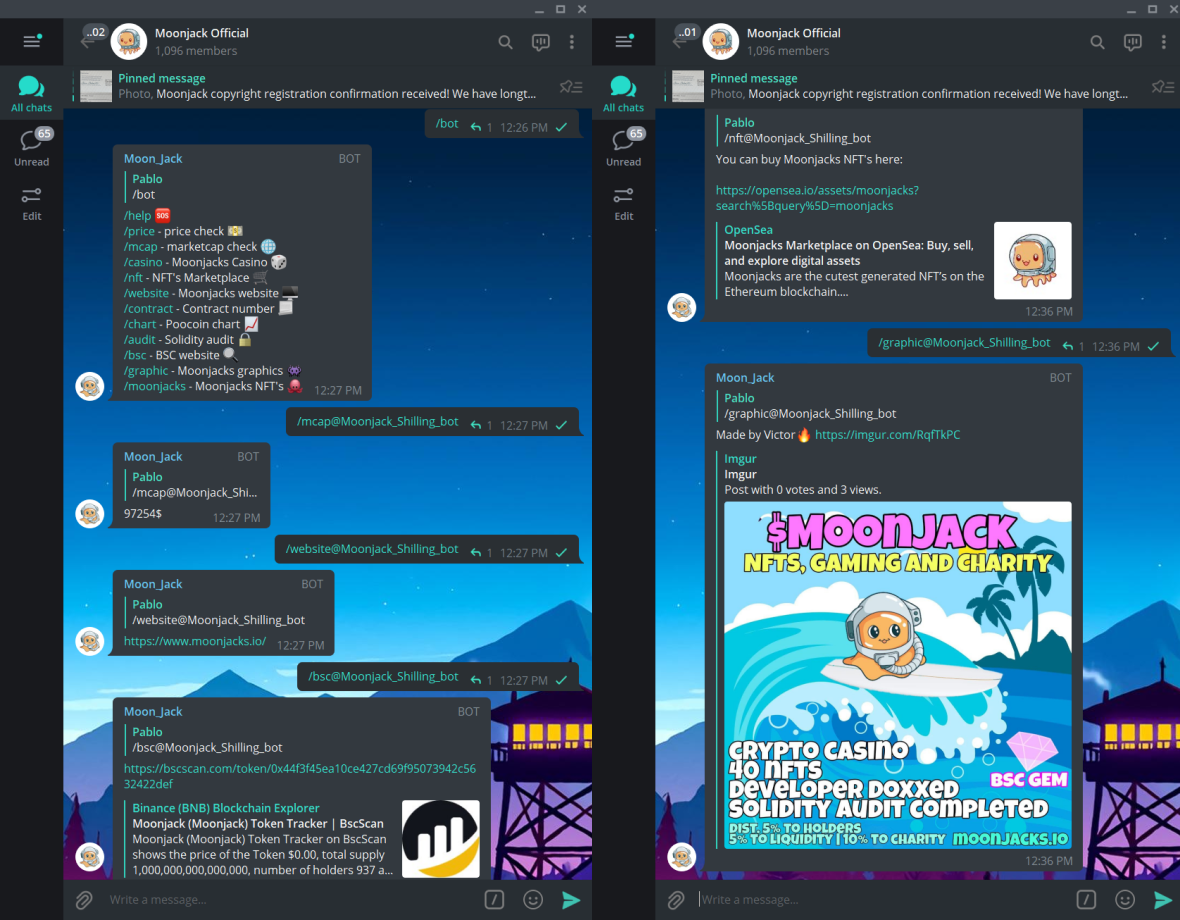 ..02
Moonjack Official
1,096 members
Pinned message
Photo, Moonjack copyright registration confirmation received! We have longt...
All chats
65
Unread
Edit
/bot 1 12:26 PM
Moon_Jack BOT
Pablo
/bot
/help 🆘
/price - price check 💵
/mcap - marketcap check 🌐
/casino - Moonjacks Casino 🎲
/nft - NFT's Marketplace 🛒
/website - Moonjacks website 🖥
/contract - Contract number 📃
/chart - Poocoin chart 📈
/audit - Solidity audit 🔒
/bsc - BSC website 🔍
/graphic - Moonjacks graphics 👾
/moonjacks - Moonjacks NFT's 🐙
12:27 PM
/mcap@Moonjack_Shilling_bot 1 12:27 PM
Moon_Jack BOT
Pablo
/mcap@Moonjack_Shi...
97254$ 12:27 PM
/website@Moonjack_Shilling_bot 1 12:27 PM
Moon_Jack BOT
Pablo
/website@Moonjack_Shilling_bot
https://www.moonjacks.io/ 12:27 PM
/bsc@Moonjack_Shilling_bot 1 12:27 PM
Moon_Jack BOT
Pablo
/bsc@Moonjack_Shilling_bot
https://bscscan.com/token/0x44f3f45ea10ce427cd69f95073942c56
32422def
Binance (BNB) Blockchain Explorer
Moonjack (Moonjack) Token Tracker | BscScan
Moonjack (Moonjack) Token Tracker on BscScan
shows the price of the Token $0.00, total supply
1,000,000,000,000,000, number of holders 937 a...
Write a message...
..01
Moonjack Official
1,096 members
Pinned message
Photo, Moonjack copyright registration confirmation received! We have longt...
All chats
65
Unread
Edit
Pablo
/nft@Moonjack_Shilling_bot
You can buy Moonjacks NFT's here:
https://opensea.io/assets/moonjacks?
search%5Bquery%5D=moonjacks
OpenSea
Moonjacks Marketplace on OpenSea: Buy, sell,
and explore digital assets
Moonjacks are the cutest generated NFT's on the
Ethereum blockchain....
12:36 PM
/graphic@Moonjack_Shilling_bot 1 12:36 PM
Moon_Jack BOT
Pablo
/graphic@Moonjack_Shilling_bot
Made by Victor🔥 https://imgur.com/RqfTkPC
Imgur
Imgur
Post with 0 votes and 3 views.
$MOONJACK
NFTS, GAMING AND CHARITY
CRYPTO CASINO
40 NFTS
DEVELOPER DOXXED
SOLIDITY AUDIT COMPLETED
BSC GEM
DIST. 5% TO HOLDERS
5% TO LIQUIDITY | 10% TO CHARITY MOONJACKS.IO
12:36 PM
Write a message...